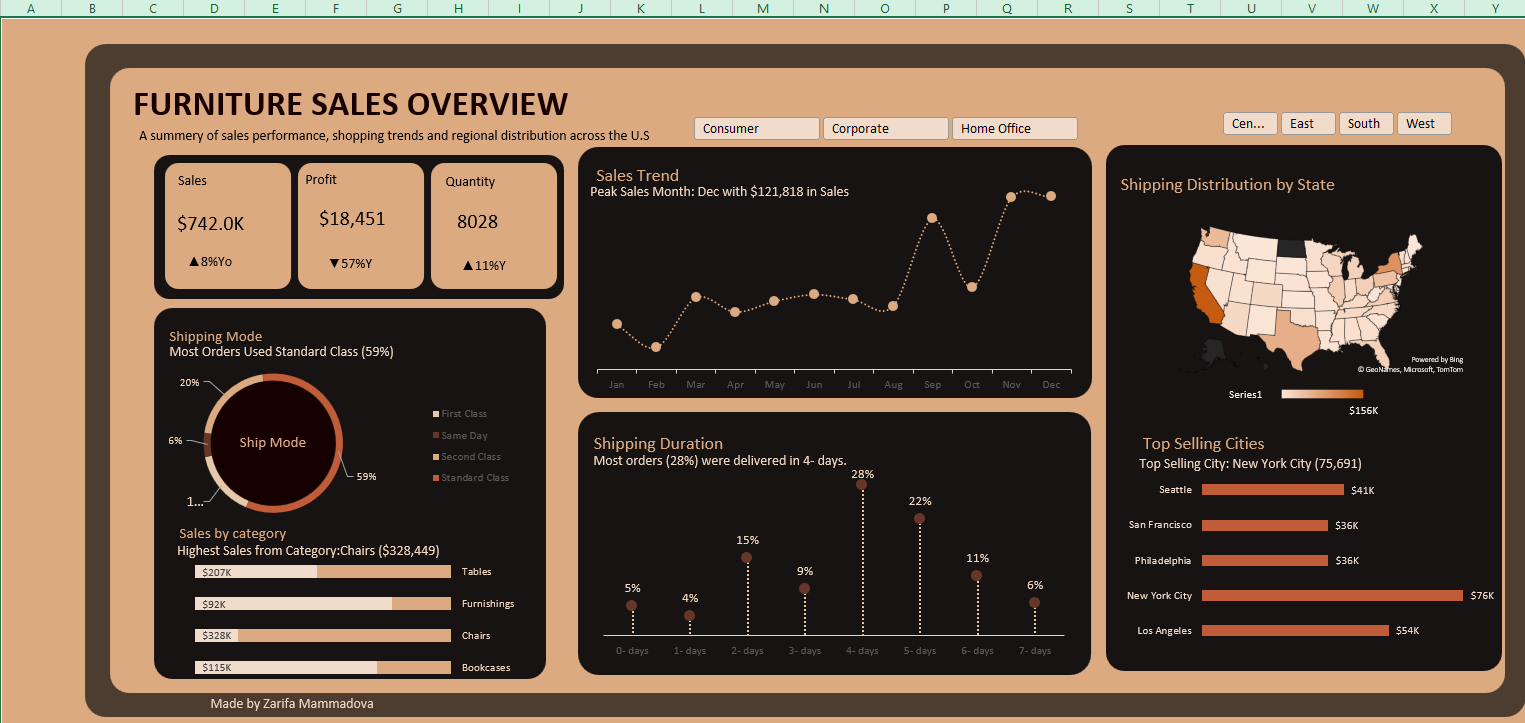 A B C D E F G H I J K L M N O P Q R S T U V W X Y
FURNITURE SALES OVERVIEW
A summery of sales performance, shopping trends and regional distribution across the U.S
Consumer
Corporate
Home Office
Cen...
East
South
West
Sales
$742.0K
▲8%Yo
Profit
$18,451
▼57%Y
Quantity
8028
▲11%Y
Shipping Mode
Most Orders Used Standard Class (59%)
20%
6%
1...
59%
Ship Mode
First Class
Same Day
Second Class
Standard Class
Sales by category
Highest Sales from Category:Chairs ($328,449)
$207K Tables
$92K Furnishings
$328K Chairs
$115K Bookcases
Sales Trend
Peak Sales Month: Dec with $121,818 in Sales
Jan Feb Mar Apr May Jun Jul Aug Sep Oct Nov Dec
Shipping Duration
Most orders (28%) were delivered in 4- days.
5% 4% 15% 9% 28% 22% 11% 6%
0- days 1- days 2- days 3- days 4- days 5- days 6- days 7- days
Shipping Distribution by State
Powered by Bing
© GeoNames, Microsoft, TomTom
Series1
$156K
Top Selling Cities
Top Selling City: New York City (75,691)
Seattle $41K
San Francisco $36K
Philadelphia $36K
New York City $76K
Los Angeles $54K
Made by Zarifa Mammadova